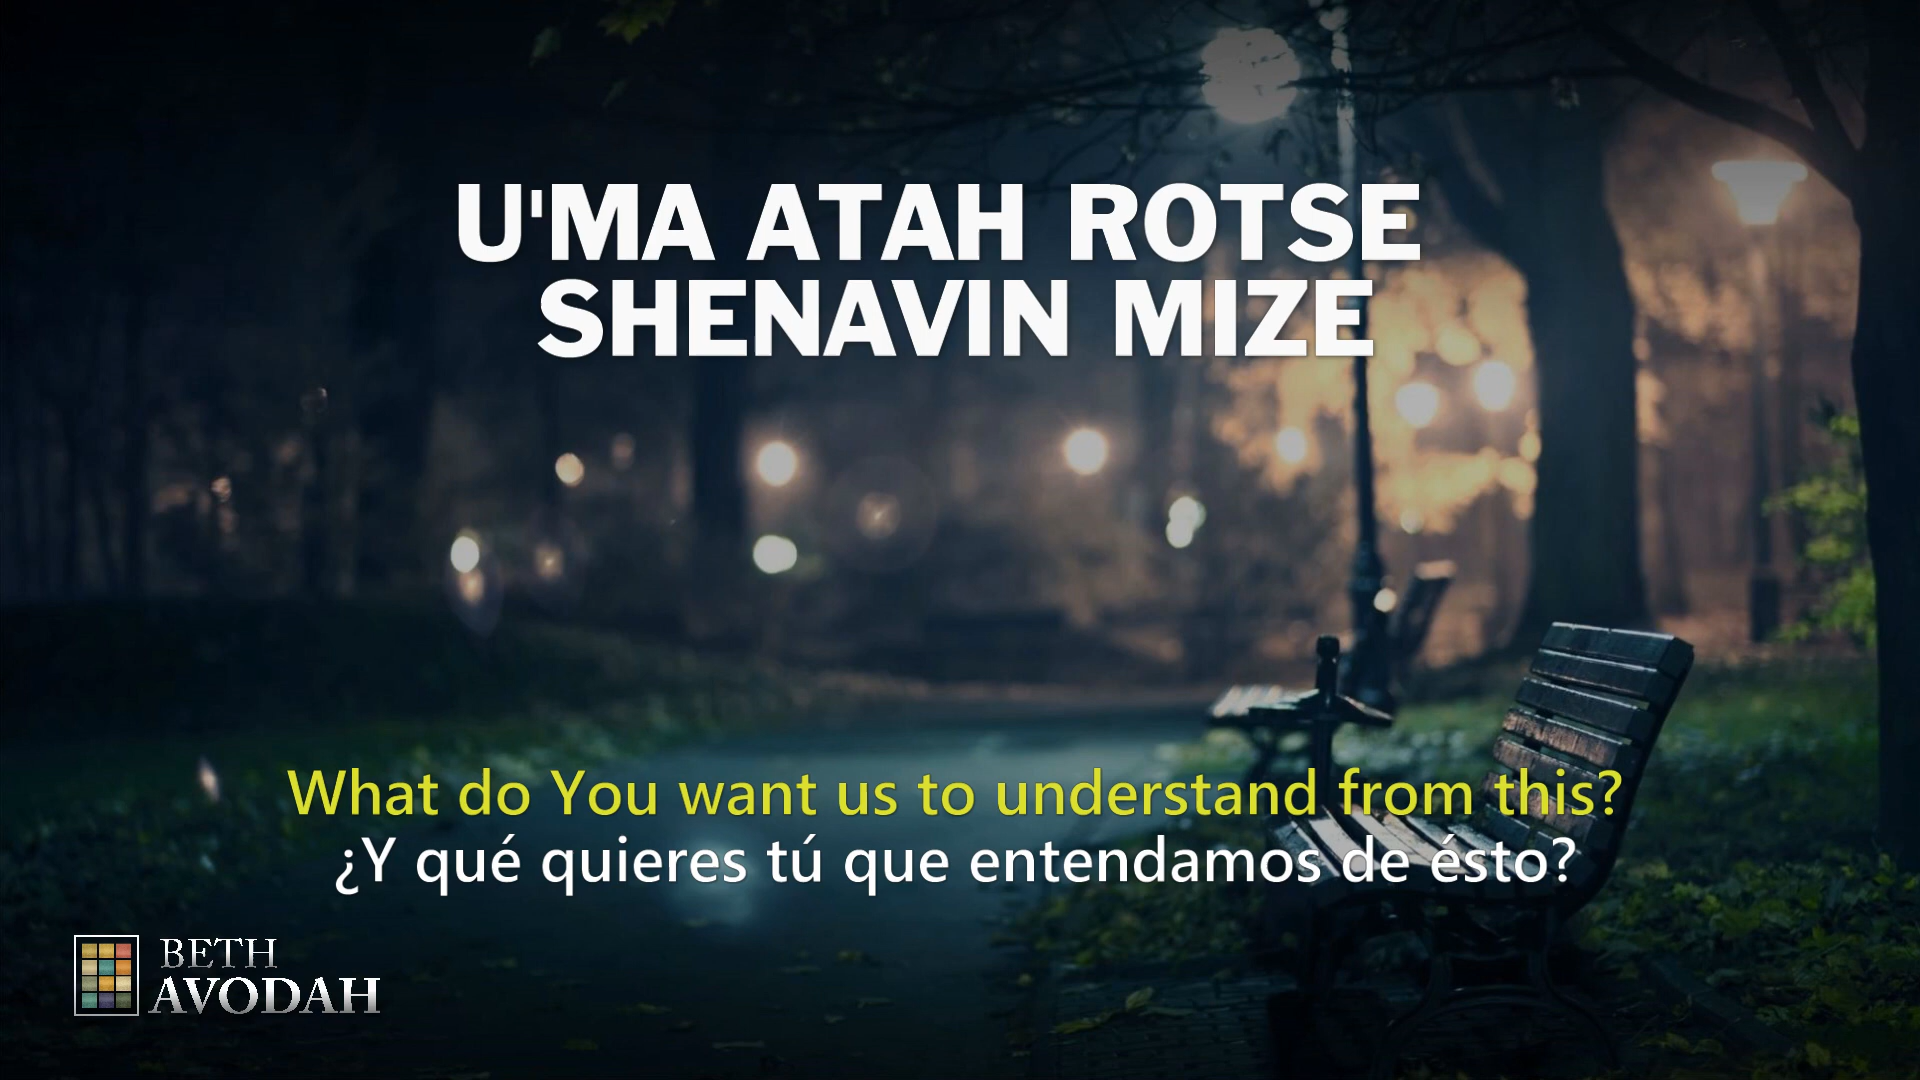 U'MA ATAH ROTSE
SHENAVIN MIZE
What do You want us to understand from this?
¿Y qué quieres tú que entendamos de ésto?
BETH
AVODAH